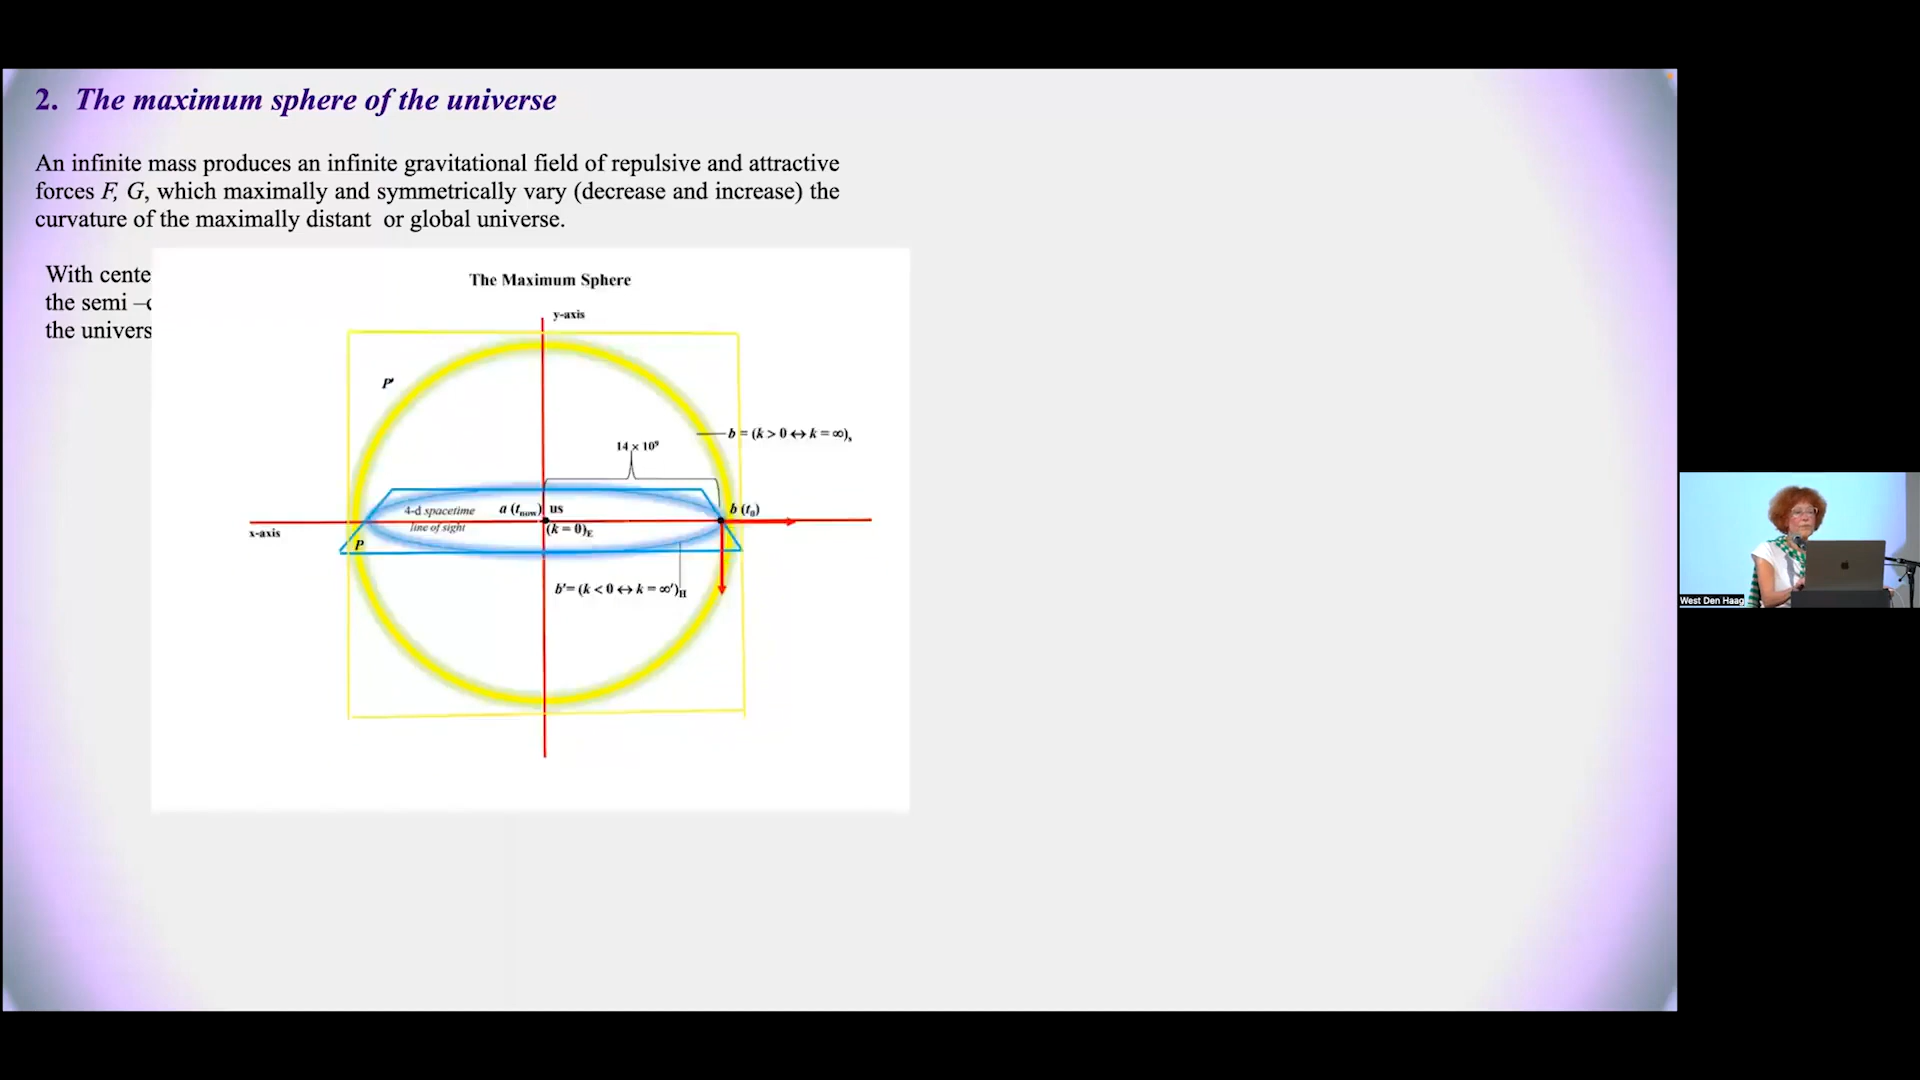 2. The maximum sphere of the universe
An infinite mass produces an infinite gravitational field of repulsive and attractive
forces F, G, which maximally and symmetrically vary (decrease and increase) the
curvature of the maximally distant or global universe.
With cente
the semi –
the univers
The Maximum Sphere
y-axis
P'
b = (k > 0 ↔ k = ∞)s
14 × 10⁹
4-d spacetime
line of sight
a (tnow) us
b (t0)
x-axis
(k = 0)E
P
b'= (k < 0 ↔ k = ∞')H
West Den Haag